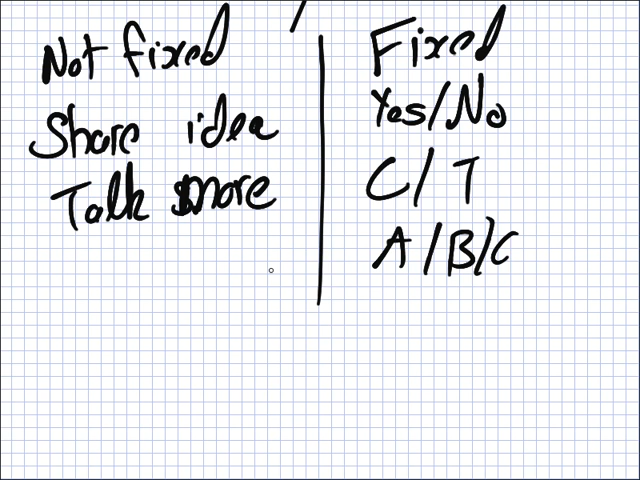 Not fixed
Share idea
Talk more
Fixed
Yes/No
C/T
A/B/C